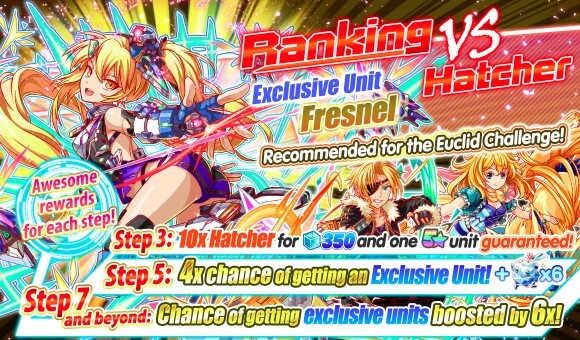 Ranking VS Hatcher
Exclusive Unit
Fresnel
Recommended for the Euclid Challenge!
Awesome
rewards
for each step!
Step 3: 10x Hatcher for 350 and one 5★ unit guaranteed!
Step 5: 4x chance of getting an Exclusive Unit! + x6
Step 7
and beyond: Chance of getting exclusive units boosted by 6x!